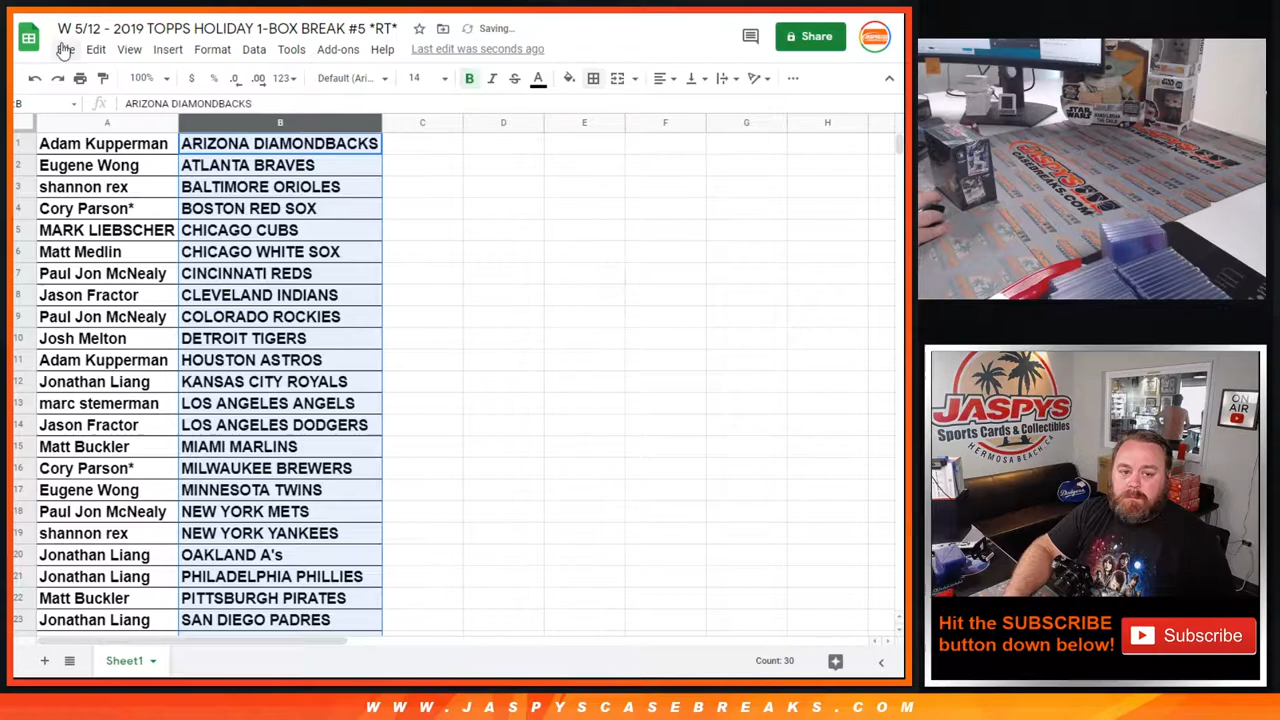 W 5/12 - 2019 TOPPS HOLIDAY 1-BOX BREAK #5 *RT*
Saving...
Share
File Edit View Insert Format Data Tools Add-ons Help Last edit was seconds ago
100% $ % .0 .00 123 Default (Ari... 14 B I S A
B:B fx ARIZONA DIAMONDBACKS
A B C D E F G H
1 Adam Kupperman ARIZONA DIAMONDBACKS
2 Eugene Wong ATLANTA BRAVES
3 shannon rex BALTIMORE ORIOLES
4 Cory Parson* BOSTON RED SOX
5 MARK LIEBSCHER CHICAGO CUBS
6 Matt Medlin CHICAGO WHITE SOX
7 Paul Jon McNealy CINCINNATI REDS
8 Jason Fractor CLEVELAND INDIANS
9 Paul Jon McNealy COLORADO ROCKIES
10 Josh Melton DETROIT TIGERS
11 Adam Kupperman HOUSTON ASTROS
12 Jonathan Liang KANSAS CITY ROYALS
13 marc stemerman LOS ANGELES ANGELS
14 Jason Fractor LOS ANGELES DODGERS
15 Matt Buckler MIAMI MARLINS
16 Cory Parson* MILWAUKEE BREWERS
17 Eugene Wong MINNESOTA TWINS
18 Paul Jon McNealy NEW YORK METS
19 shannon rex NEW YORK YANKEES
20 Jonathan Liang OAKLAND A's
21 Jonathan Liang PHILADELPHIA PHILLIES
22 Matt Buckler PITTSBURGH PIRATES
23 Jonathan Liang SAN DIEGO PADRES
Sheet1
Count: 30
STAR WARS
JASPYS
CASEBREAKS.COM
JASPYS
Sports Cards & Collectibles
HERMOSA BEACH CA
ON AIR
Dodgers
Hit the SUBSCRIBE
button down below!
Subscribe
WWW.JASPYSCASEBREAKS.COM